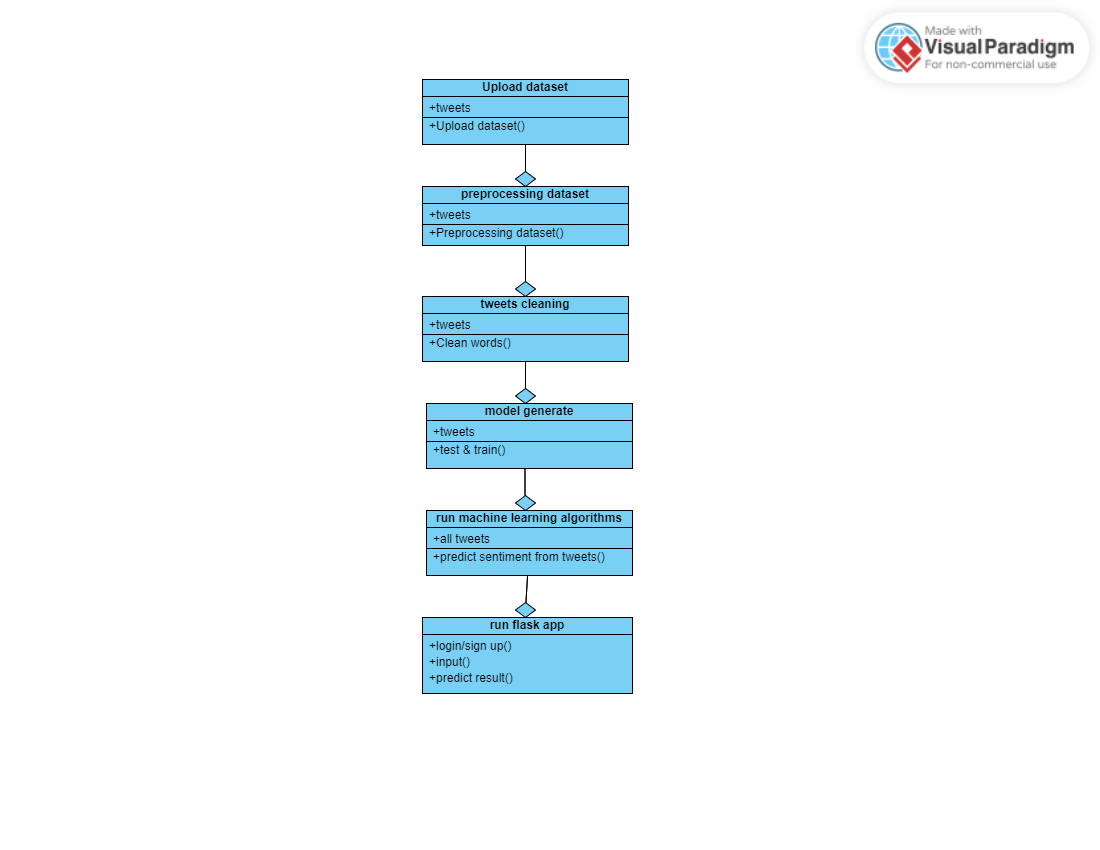 Made with
Visual Paradigm
For non-commercial use
Upload dataset
+tweets
+Upload dataset()
preprocessing dataset
+tweets
+Preprocessing dataset()
tweets cleaning
+tweets
+Clean words()
model generate
+tweets
+test & train()
run machine learning algorithms
+all tweets
+predict sentiment from tweets()
run flask app
+login/sign up()
+input()
+predict result()